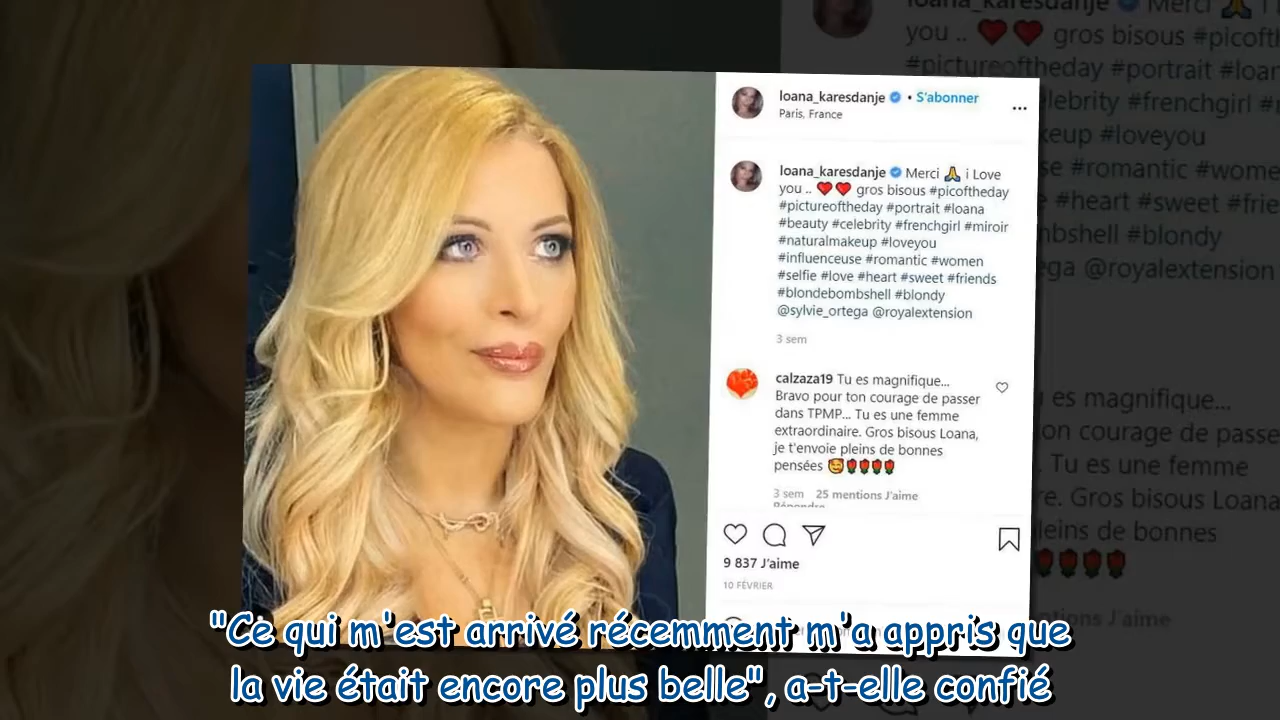 loana_karesdanje • S'abonner
Paris, France
...
loana_karesdanje Merci 🙏 i Love
you .. ❤️❤️ gros bisous #picoftheday
#pictureoftheday #portrait #loana
#beauty #celebrity #frenchgirl #miroir
#naturalmakeup #loveyou
#influenceuse #romantic #women
#selfie #love #heart #sweet #friends
#blondebombshell #blondy
@sylvie_ortega @royalextension
3 sem
calzaza19 Tu es magnifique...
Bravo pour ton courage de passer
dans TPMP... Tu es une femme
extraordinaire. Gros bisous Loana,
je t'envoie pleins de bonnes
pensées 🥰🌹🌹🌹🌹
3 sem 25 mentions J'aime
Répondre
9 837 J'aime
10 FÉVRIER
"Ce qui m'est arrivé récemment m'a appris que
la vie était encore plus belle", a-t-elle confié